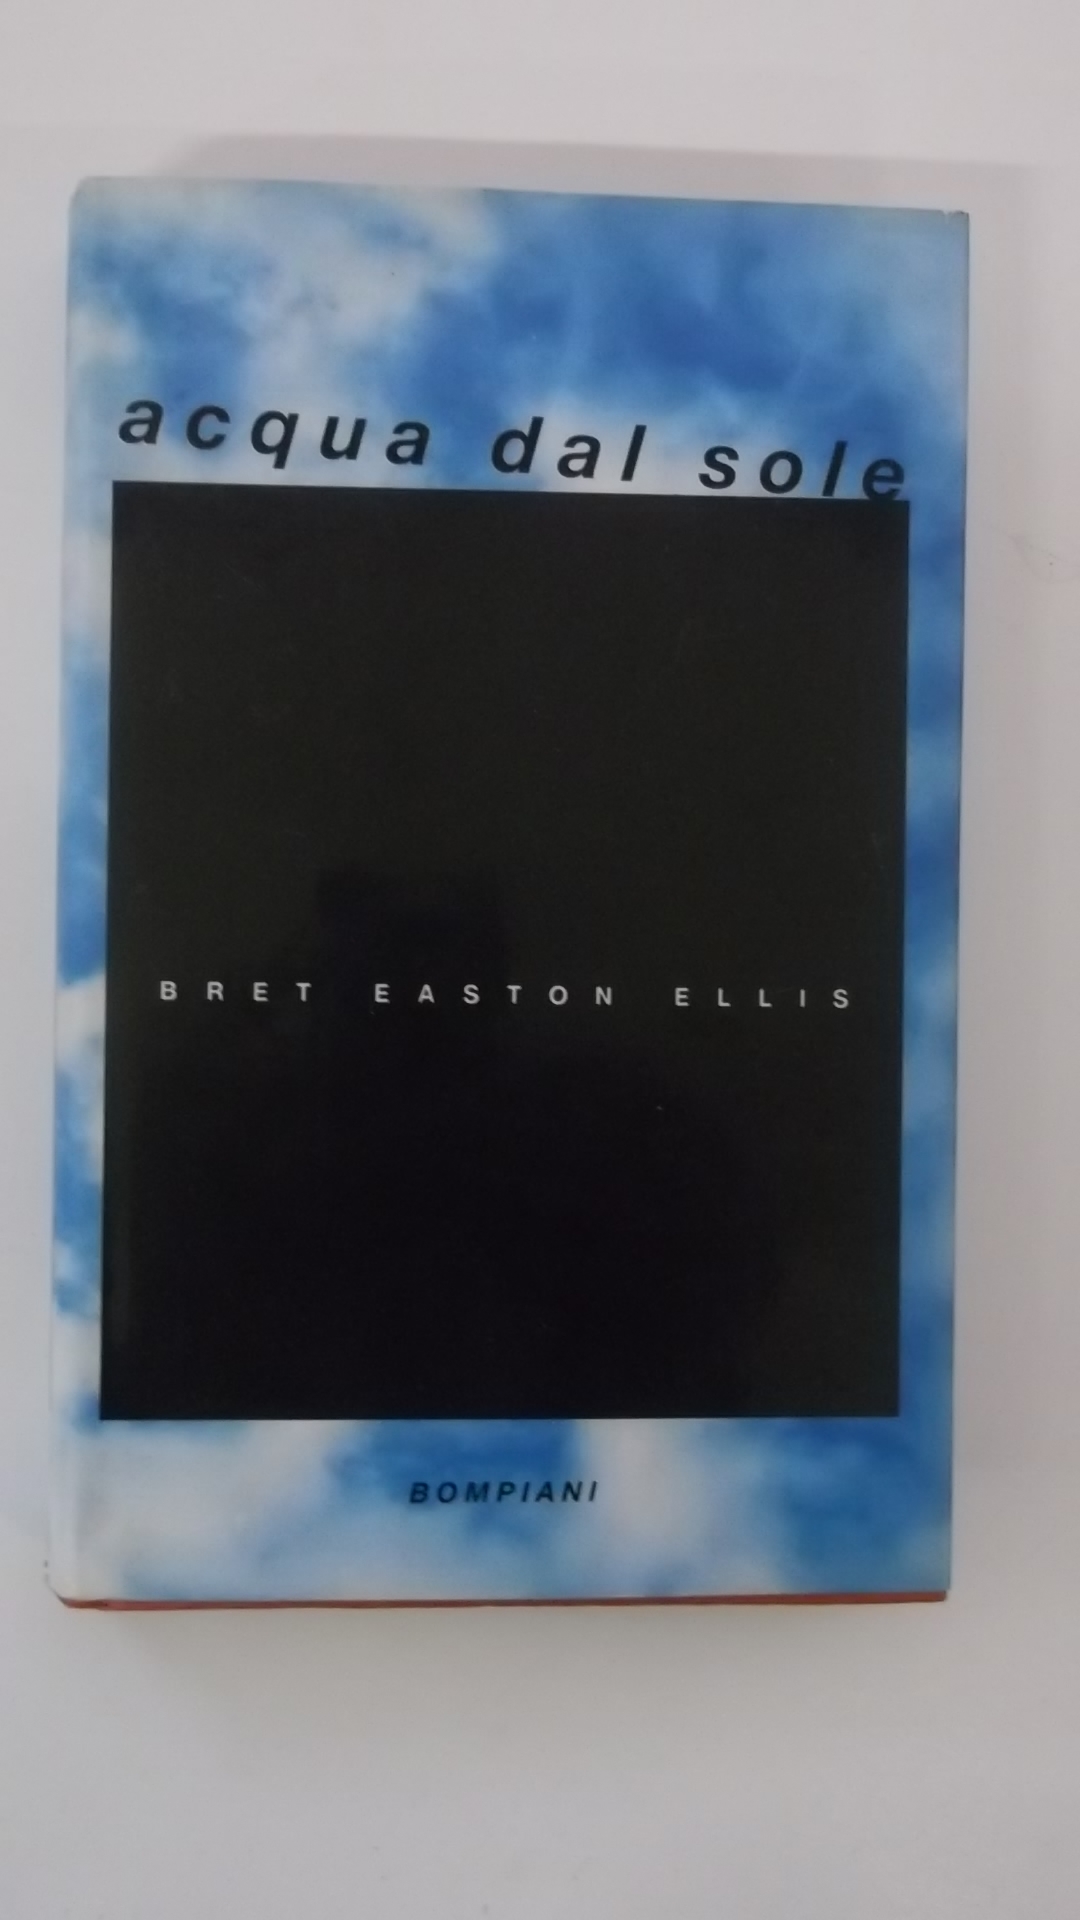 acqua dal sole
BRET EASTON ELLIS
BOMPIANI